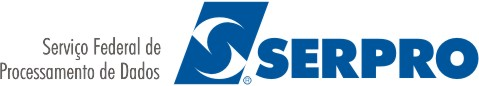 Serviço Federal de
Processamento de Dados
®SERPRO